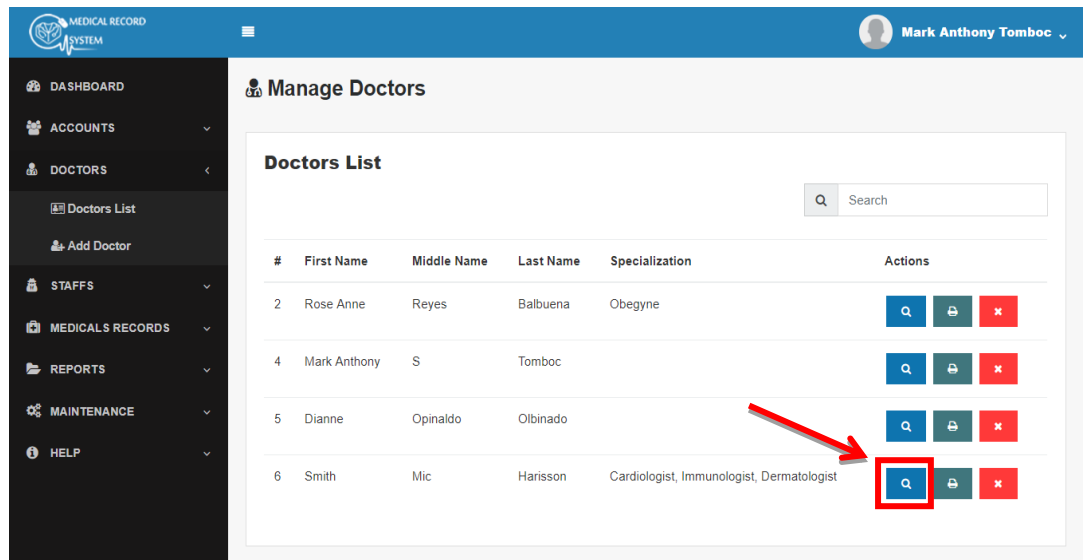 MEDICAL RECORD
SYSTEM
Mark Anthony Tomboc
DASHBOARD
ACCOUNTS
DOCTORS
Doctors List
Add Doctor
STAFFS
MEDICALS RECORDS
REPORTS
MAINTENANCE
HELP
Manage Doctors
Doctors List
Search
# First Name Middle Name Last Name Specialization Actions
2 Rose Anne Reyes Balbuena Obegyne
4 Mark Anthony S Tomboc
5 Dianne Opinaldo Olbinado
6 Smith Mic Harisson Cardiologist, Immunologist, Dermatologist